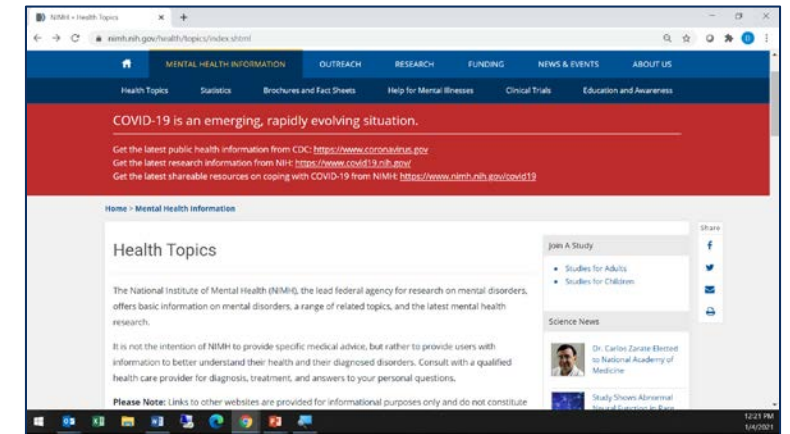 NIMH » Health Topics
nimh.nih.gov/health/topics/index.shtml
MENTAL HEALTH INFORMATION OUTREACH RESEARCH FUNDING NEWS & EVENTS ABOUT US
Health Topics Statistics Brochures and Fact Sheets Help for Mental Illnesses Clinical Trials Education and Awareness
COVID-19 is an emerging, rapidly evolving situation.
Get the latest public health information from CDC: https://www.coronavirus.gov
Get the latest research information from NIH: https://www.covid19.nih.gov/
Get the latest shareable resources on coping with COVID-19 from NIMH: https://www.nimh.nih.gov/covid19
Home > Mental Health Information
Share
Health Topics
The National Institute of Mental Health (NIMH), the lead federal agency for research on mental disorders,
offers basic information on mental disorders, a range of related topics, and the latest mental health
research.
It is not the intention of NIMH to provide specific medical advice, but rather to provide users with
information to better understand their health and their diagnosed disorders. Consult with a qualified
health care provider for diagnosis, treatment, and answers to your personal questions.
Please Note: Links to other websites are provided for informational purposes only and do not constitute
Join A Study
Studies for Adults
Studies for Children
Science News
Dr. Carlos Zarate Elected
to National Academy of
Medicine
Study Shows Abnormal
Neural Function in Rare
12:21 PM
1/4/2021